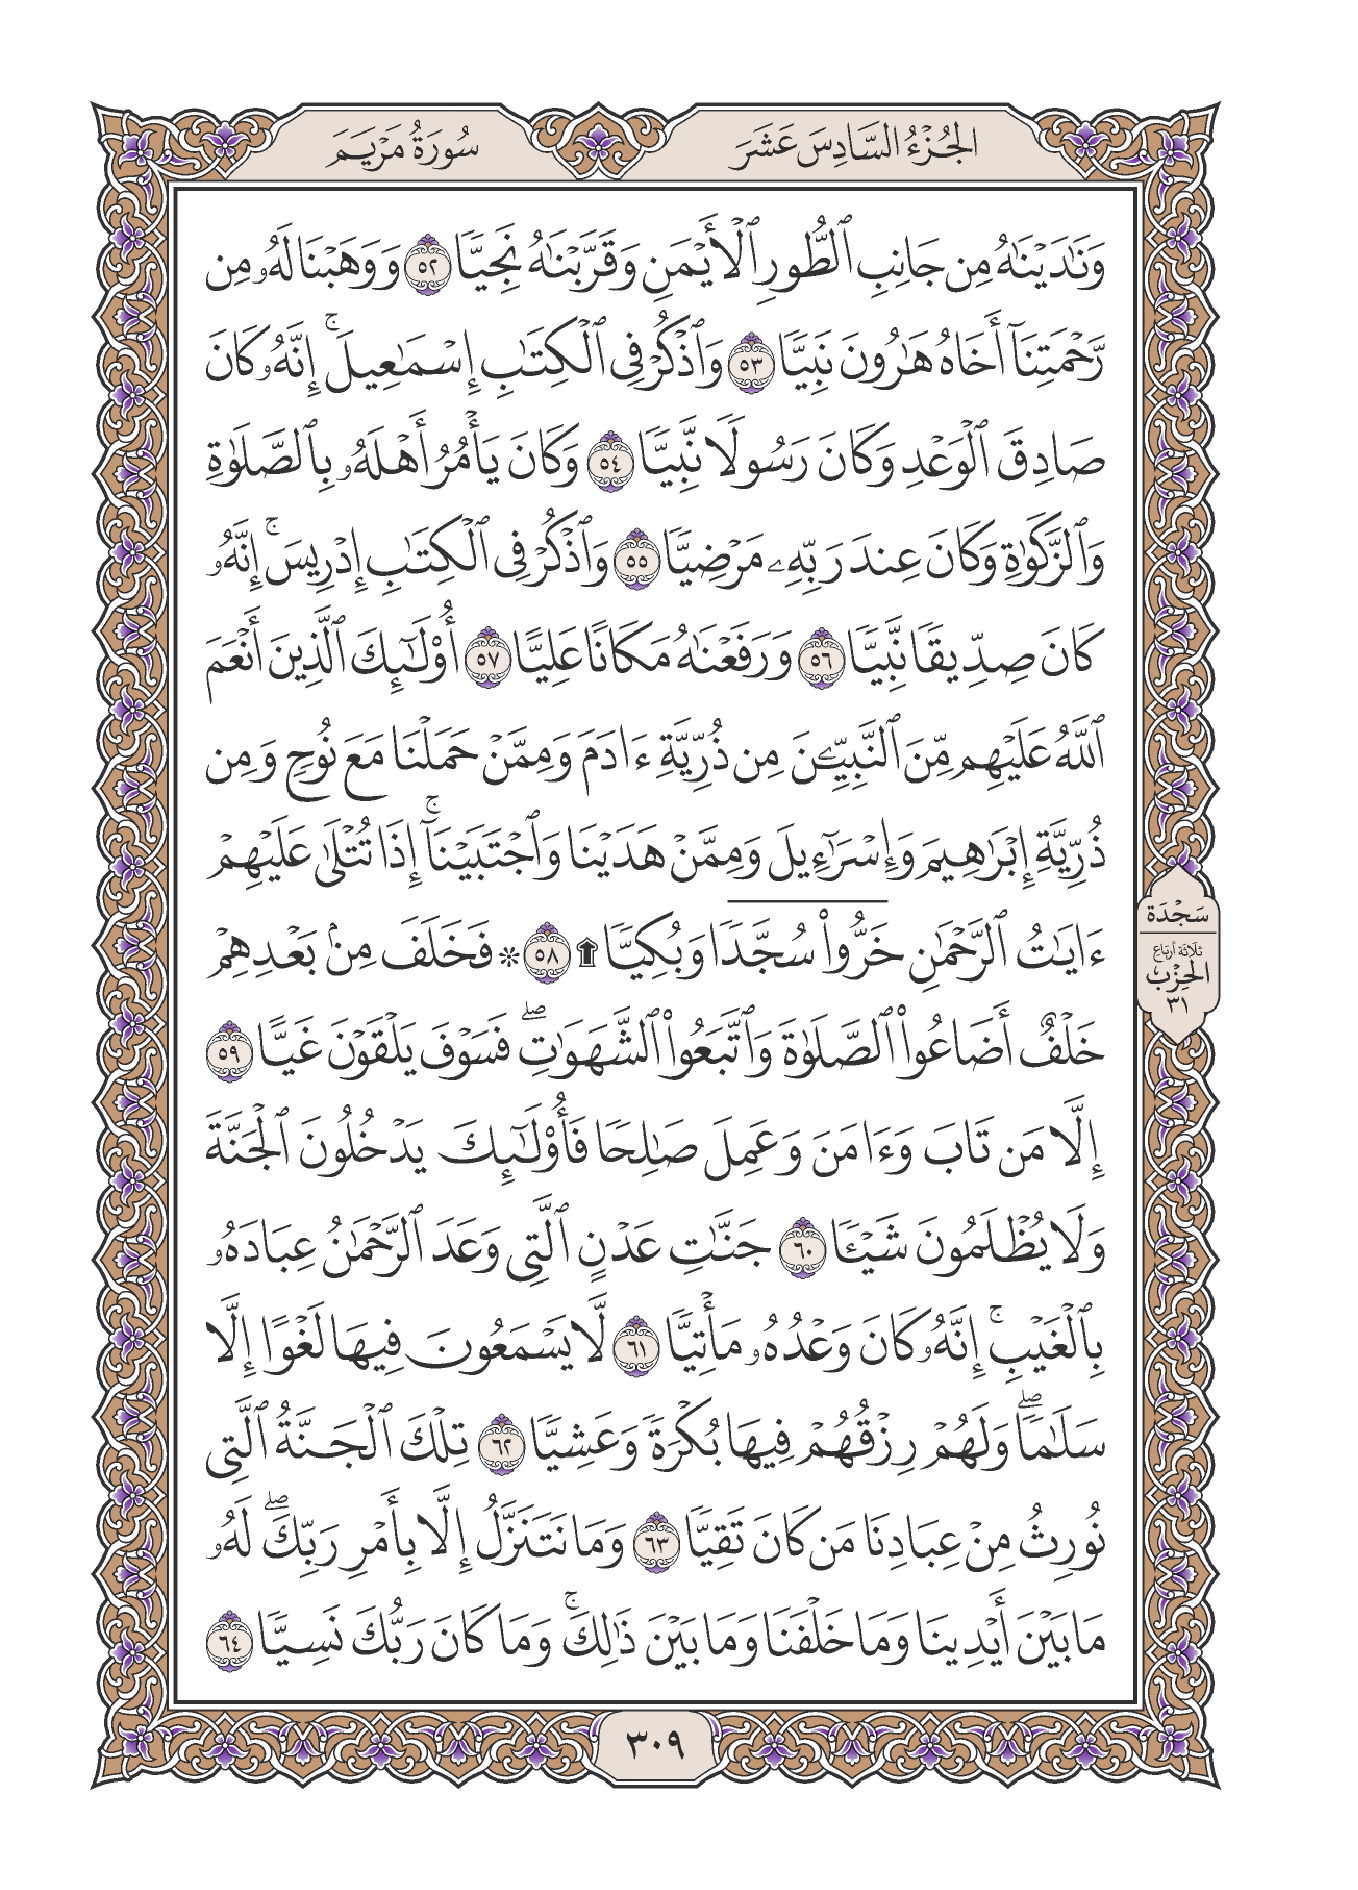 الجُزْءُ السَّادِسَ عَشَرَ
سُورَةُ مَرْيَمَ
وَنَٰدَيْنَٰهُ مِن جَانِبِ ٱلطُّورِ ٱلْأَيْمَنِ وَقَرَّبْنَٰهُ نَجِيًّا ٥٢ وَوَهَبْنَا لَهُۥ مِن
رَّحْمَتِنَآ أَخَاهُ هَٰرُونَ نَبِيًّا ٥٣ وَٱذْكُرْ فِى ٱلْكِتَٰبِ إِسْمَٰعِيلَ ۚ إِنَّهُۥ كَانَ
صَادِقَ ٱلْوَعْدِ وَكَانَ رَسُولًا نَّبِيًّا ٥٤ وَكَانَ يَأْمُرُ أَهْلَهُۥ بِٱلصَّلَوٰةِ
وَٱلزَّكَوٰةِ وَكَانَ عِندَ رَبِّهِۦ مَرْضِيًّا ٥٥ وَٱذْكُرْ فِى ٱلْكِتَٰبِ إِدْرِيسَ ۚ إِنَّهُۥ
كَانَ صِدِّيقًا نَّبِيًّا ٥٦ وَرَفَعْنَٰهُ مَكَانًا عَلِيًّا ٥٧ أُو۟لَٰٓئِكَ ٱلَّذِينَ أَنْعَمَ
ٱللَّهُ عَلَيْهِم مِّنَ ٱلنَّبِيِّـۧنَ مِن ذُرِّيَّةِ ءَادَمَ وَمِمَّنْ حَمَلْنَا مَعَ نُوحٍ وَمِن
ذُرِّيَّةِ إِبْرَٰهِيمَ وَإِسْرَٰٓءِيلَ وَمِمَّنْ هَدَيْنَا وَٱجْتَبَيْنَآ ۚ إِذَا تُتْلَىٰ عَلَيْهِمْ
ءَايَٰتُ ٱلرَّحْمَٰنِ خَرُّوا۟ سُجَّدًا وَبُكِيًّا ۩ ٥٨ ۞ فَخَلَفَ مِنۢ بَعْدِهِمْ
خَلْفٌ أَضَاعُوا۟ ٱلصَّلَوٰةَ وَٱتَّبَعُوا۟ ٱلشَّهَوَٰتِ ۖ فَسَوْفَ يَلْقَوْنَ غَيًّا ٥٩
إِلَّا مَن تَابَ وَءَامَنَ وَعَمِلَ صَٰلِحًا فَأُو۟لَٰٓئِكَ يَدْخُلُونَ ٱلْجَنَّةَ
وَلَا يُظْلَمُونَ شَيْـًٔا ٦٠ جَنَّٰتِ عَدْنٍ ٱلَّتِى وَعَدَ ٱلرَّحْمَٰنُ عِبَادَهُۥ
بِٱلْغَيْبِ ۚ إِنَّهُۥ كَانَ وَعْدُهُۥ مَأْتِيًّا ٦١ لَّا يَسْمَعُونَ فِيهَا لَغْوًا إِلَّا
سَلَٰمًا ۖ وَلَهُمْ رِزْقُهُمْ فِيهَا بُكْرَةً وَعَشِيًّا ٦٢ تِلْكَ ٱلْجَنَّةُ ٱلَّتِى
نُورِثُ مِنْ عِبَادِنَا مَن كَانَ تَقِيًّا ٦٣ وَمَا نَتَنَزَّلُ إِلَّا بِأَمْرِ رَبِّكَ ۖ لَهُۥ
مَا بَيْنَ أَيْدِينَا وَمَا خَلْفَنَا وَمَا بَيْنَ ذَٰلِكَ ۚ وَمَا كَانَ رَبُّكَ نَسِيًّا ٦٤
سَجْدَة
ثلاثة أرباع
الحِزْب
٣١
٣٠٩